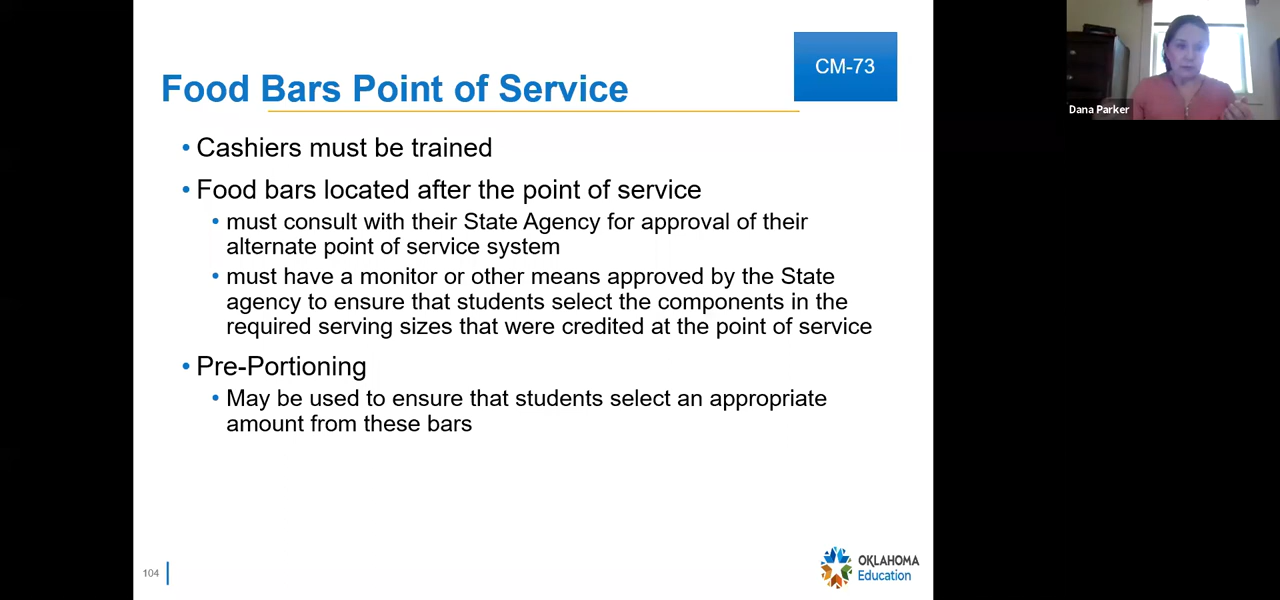 CM-73
Food Bars Point of Service
• Cashiers must be trained
• Food bars located after the point of service
• must consult with their State Agency for approval of their
alternate point of service system
• must have a monitor or other means approved by the State
agency to ensure that students select the components in the
required serving sizes that were credited at the point of service
• Pre-Portioning
• May be used to ensure that students select an appropriate
amount from these bars
104
OKLAHOMA
Education
Dana Parker